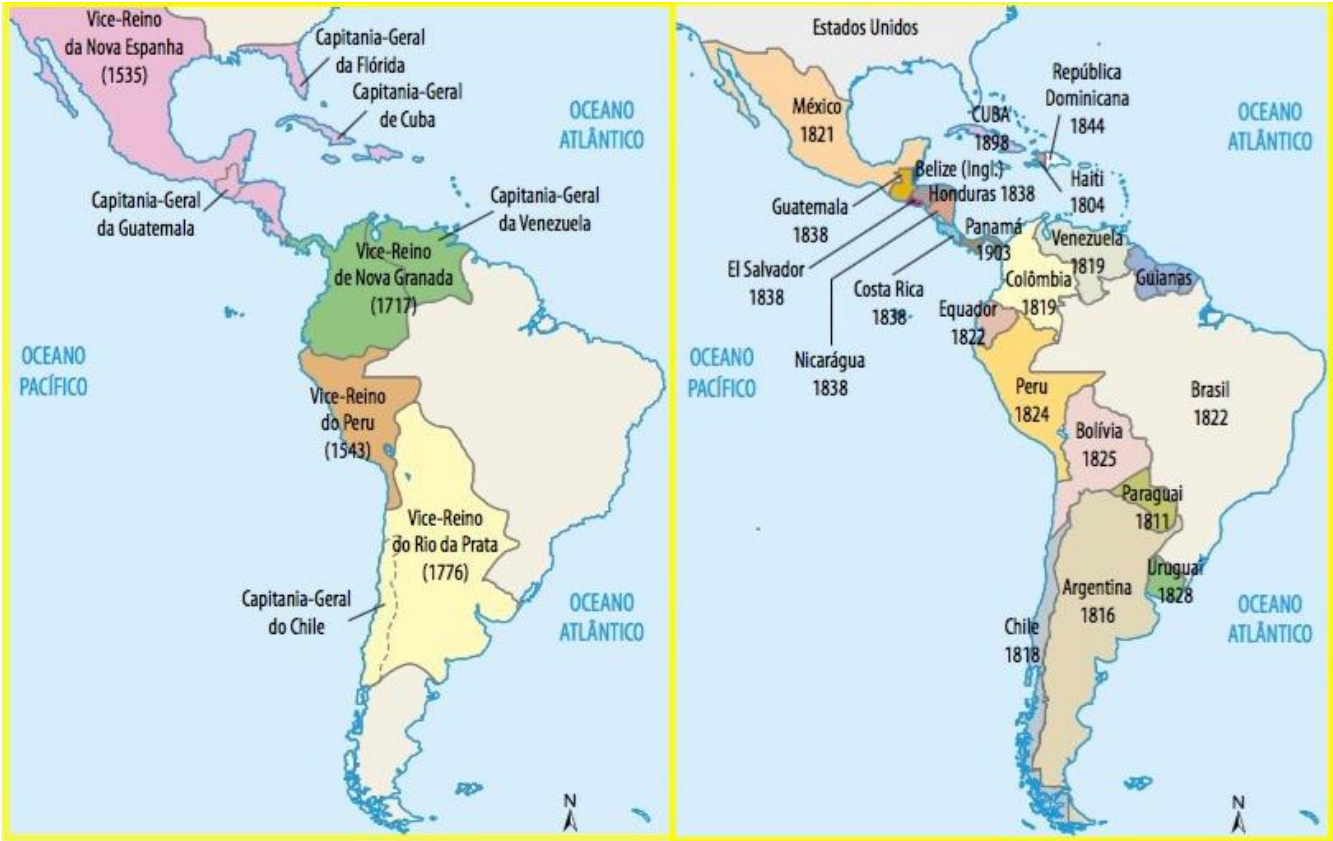 Vice-Reino
da Nova Espanha
(1535)
Capitania-Geral
da Flórida
Capitania-Geral
de Cuba
OCEANO
ATLÂNTICO
Capitania-Geral
da Guatemala
Capitania-Geral
da Venezuela
Vice-Reino
de Nova Granada
(1717)
OCEANO
PACÍFICO
Vice-Reino
do Peru
(1543)
Vice-Reino
do Rio da Prata
(1776)
Capitania-Geral
do Chile
OCEANO
ATLÂNTICO
N
Estados Unidos
México
1821
República
Dominicana
1844
CUBA
1898
OCEANO
ATLÂNTICO
Belize (Ingl.)
Honduras 1838
Haiti
1804
Guatemala
1838
Panamá
1903
Venezuela
1819
El Salvador
1838
Costa Rica
1838
Colômbia
1819
Guianas
Equador
1822
Nicarágua
1838
OCEANO
PACÍFICO
Peru
1824
Brasil
1822
Bolívia
1825
Paraguai
1811
Uruguai
1828
Argentina
1816
Chile
1818
OCEANO
ATLÂNTICO
N